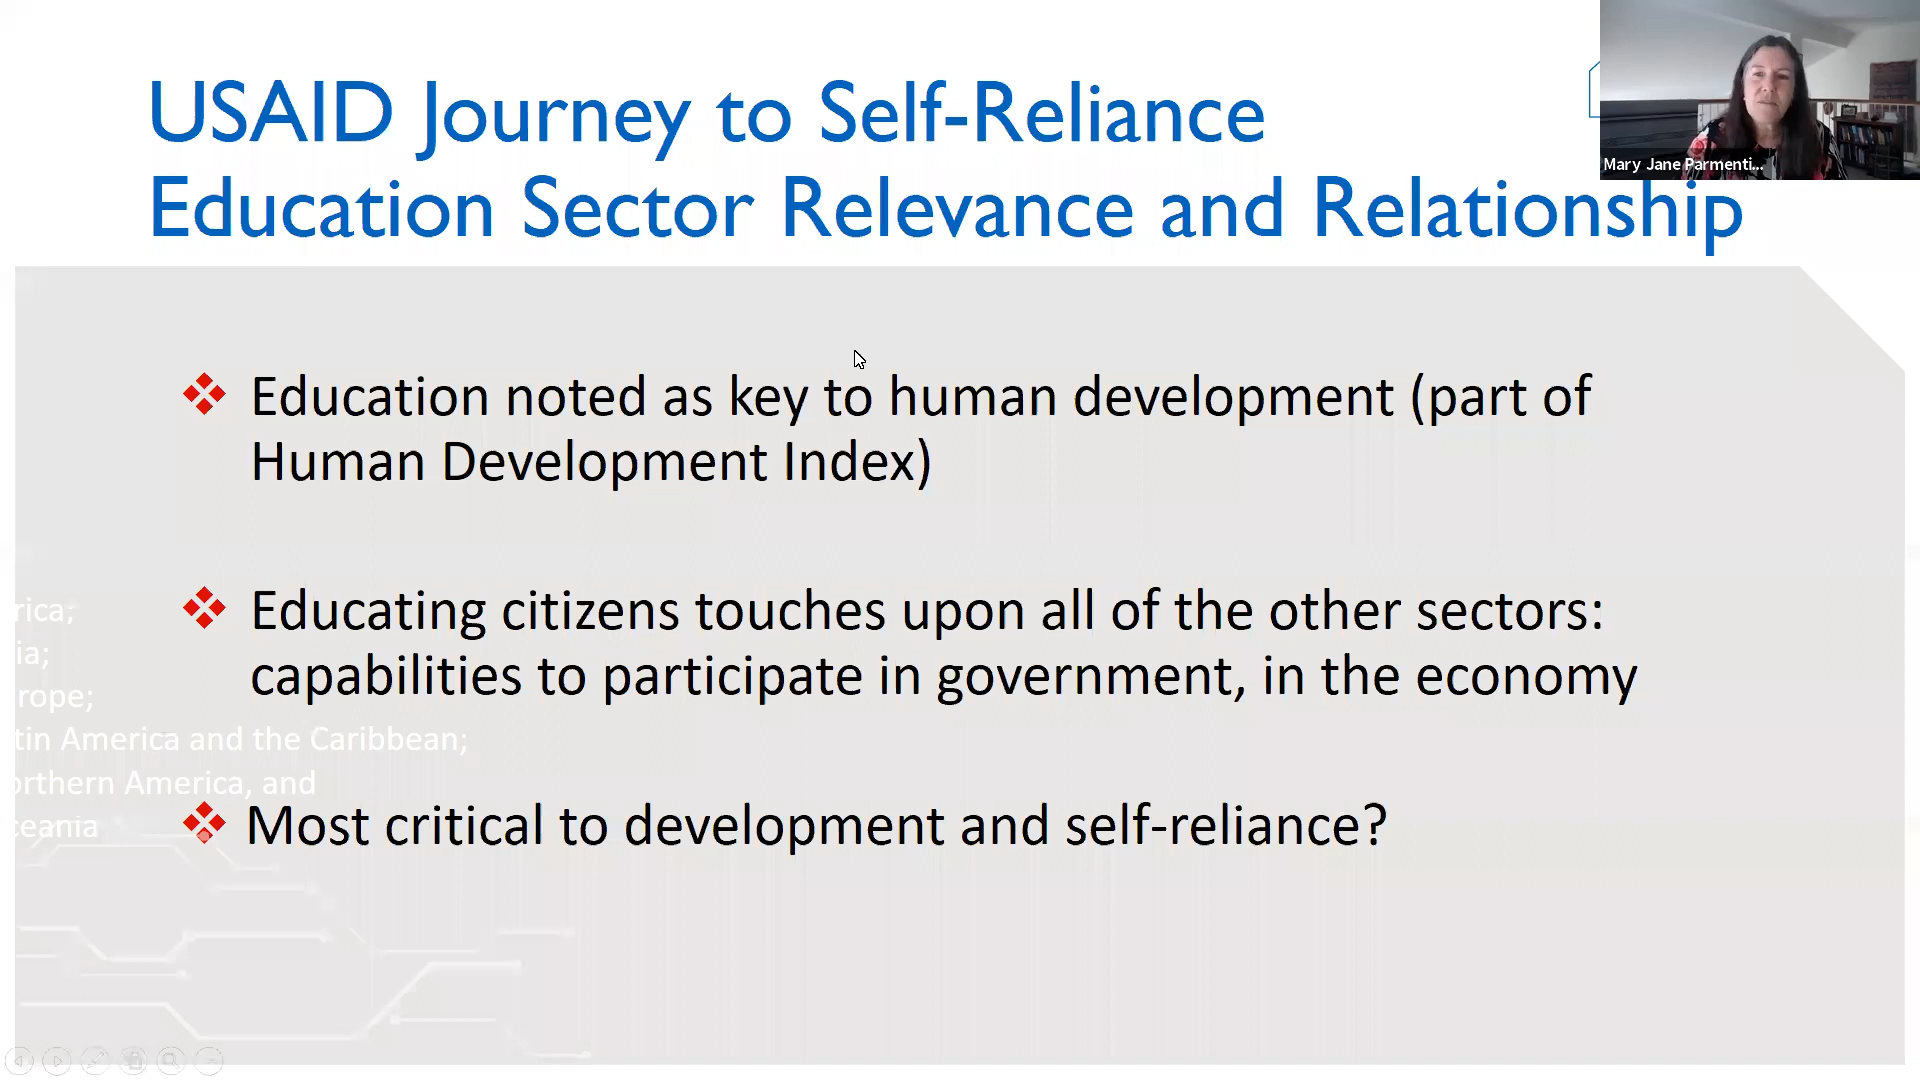 USAID Journey to Self-Reliance
Education Sector Relevance and Relationship
Mary Jane Parmenti...
Education noted as key to human development (part of
Human Development Index)
Educating citizens touches upon all of the other sectors:
capabilities to participate in government, in the economy
Most critical to development and self-reliance?
rica;
ia;
rope;
tin America and the Caribbean;
orthern America, and
ceania